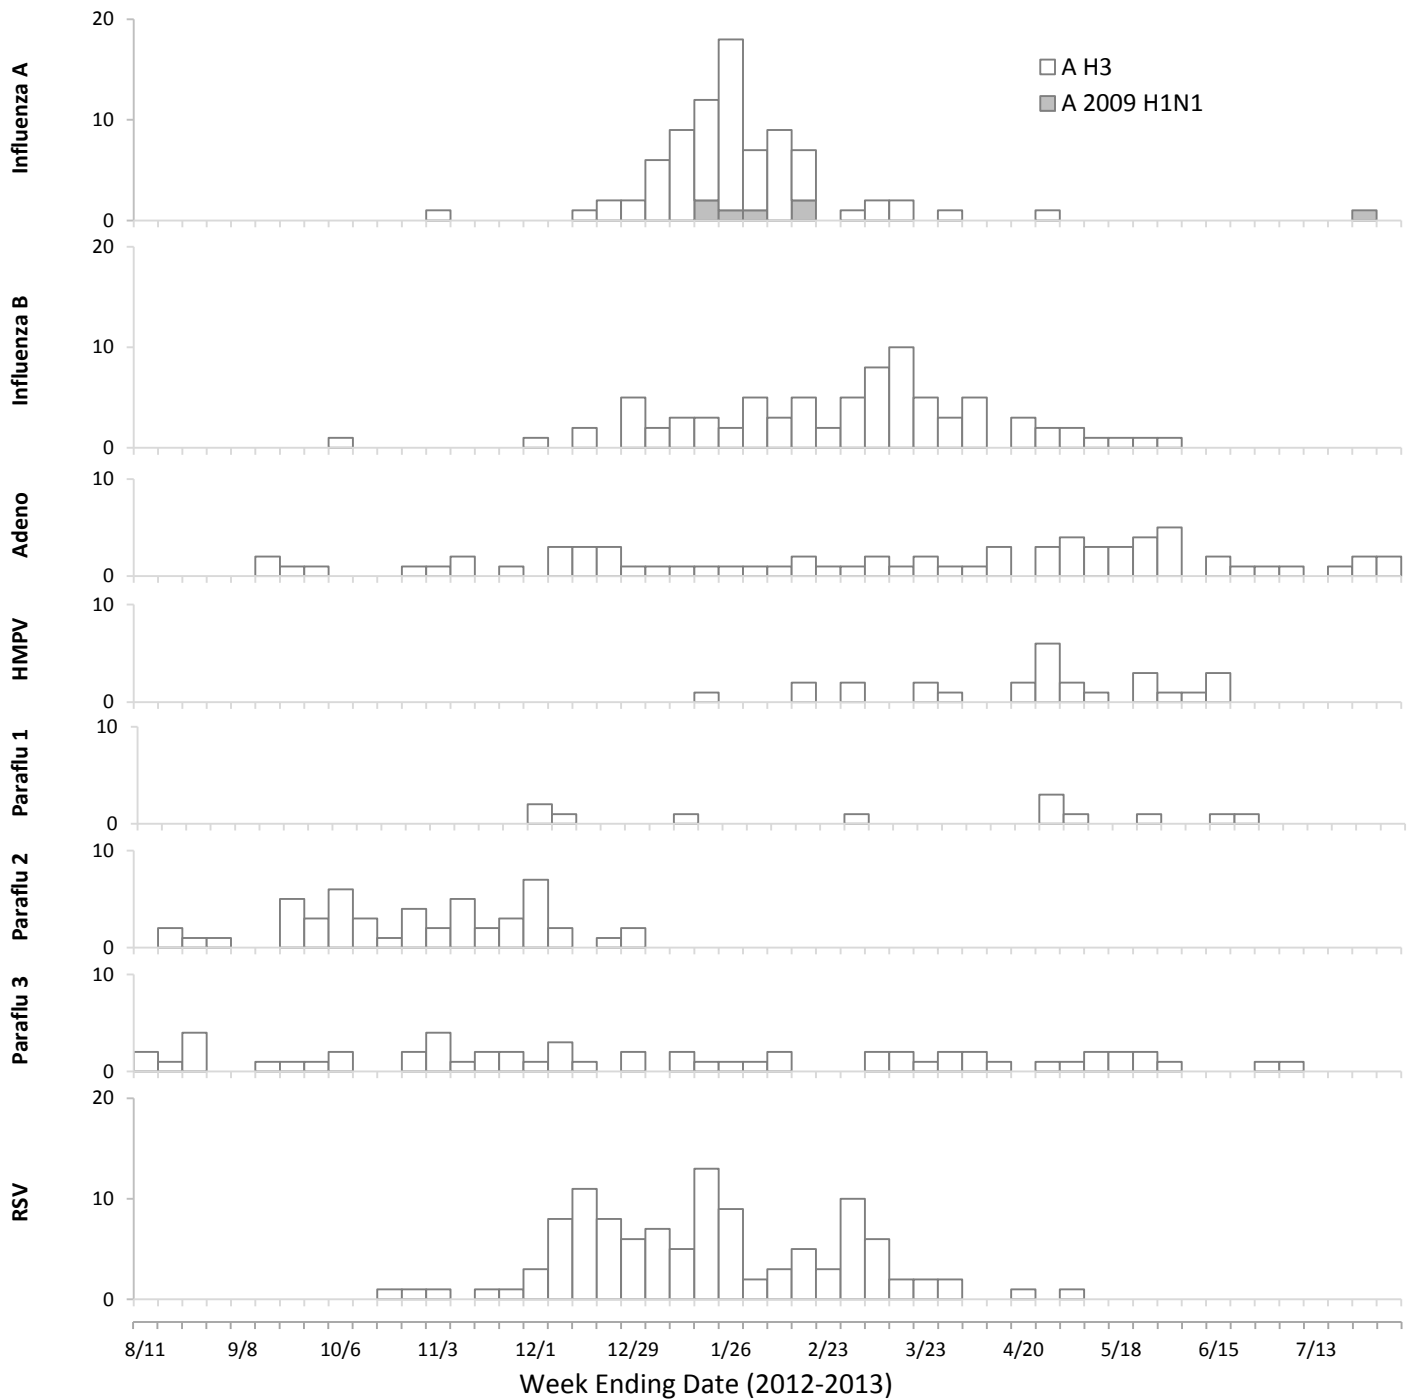 Influenza A
20
10
0
A H3
A 2009 H1N1
Influenza B
20
10
0
Adeno
10
0
HMPV
10
0
Paraflu 1
10
0
Paraflu 2
10
0
Paraflu 3
10
0
RSV
20
10
0
8/11 9/8 10/6 11/3 12/1 12/29 1/26 2/23 3/23 4/20 5/18 6/15 7/13
Week Ending Date (2012-2013)